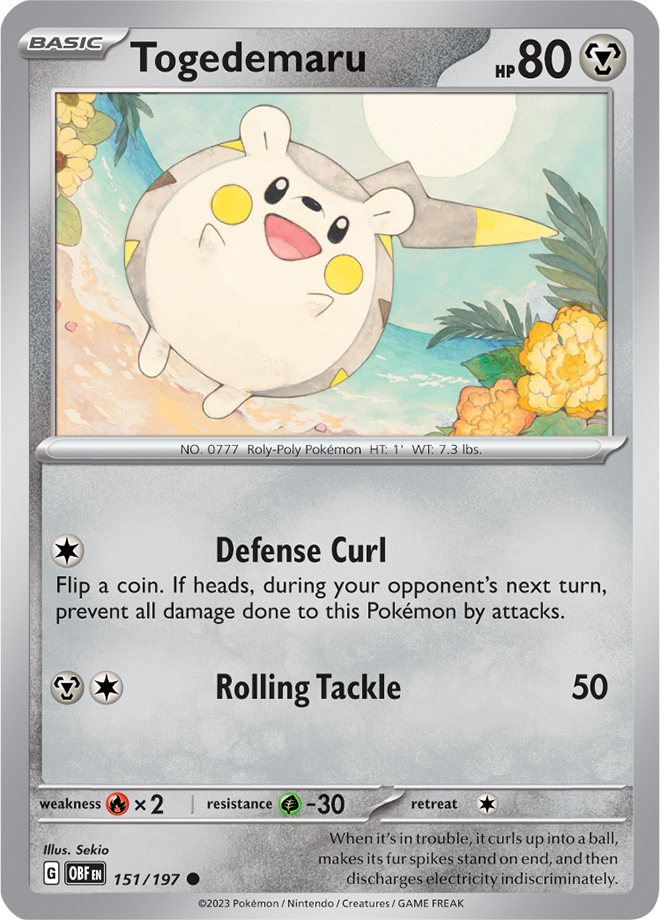 BASIC
Togedemaru
HP 80
NO. 0777 Roly-Poly Pokémon HT: 1' WT: 7.3 lbs.
Defense Curl
Flip a coin. If heads, during your opponent's next turn,
prevent all damage done to this Pokémon by attacks.
Rolling Tackle 50
weakness ×2 resistance -30 retreat
Illus. Sekio
G OBF EN 151/197
When it's in trouble, it curls up into a ball,
makes its fur spikes stand on end, and then
discharges electricity indiscriminately.
©2023 Pokémon / Nintendo / Creatures / GAME FREAK